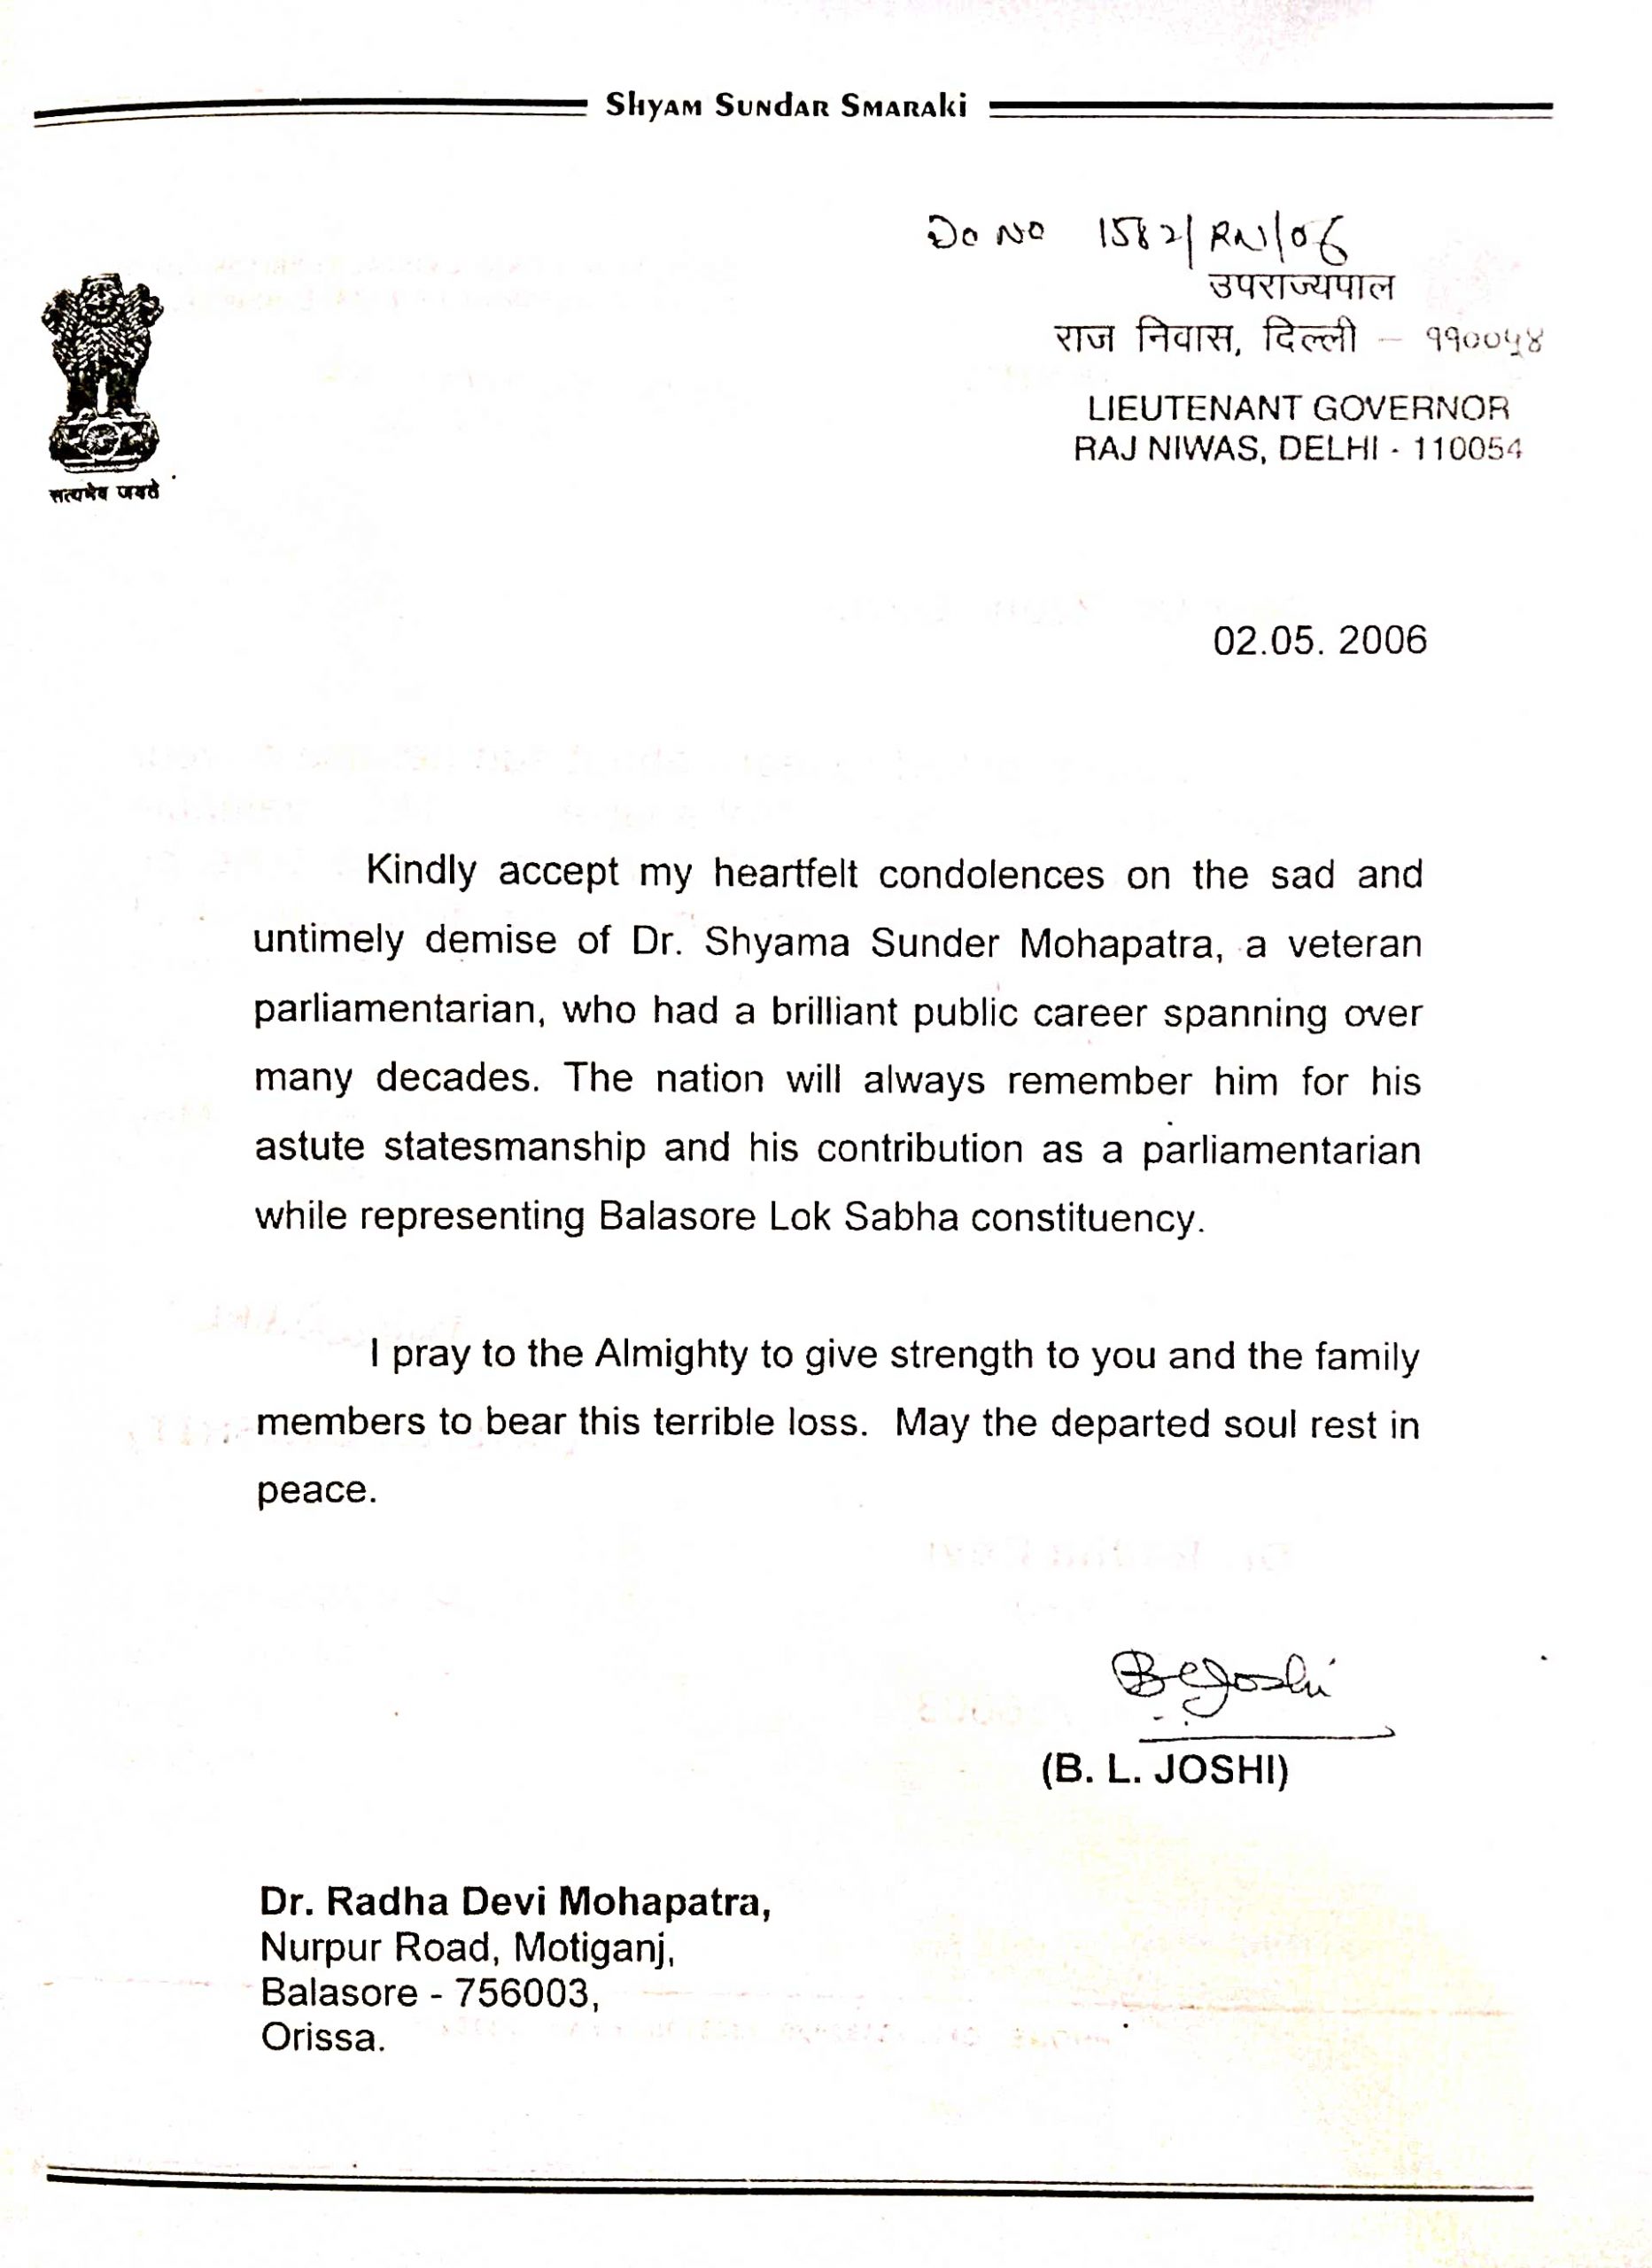 Shyam Sundar Smaraki
Do No 1582/RN/06
उपराज्यपाल
राज निवास, दिल्ली – ११००५४
LIEUTENANT GOVERNOR
RAJ NIWAS, DELHI - 110054
सत्यमेव जयते
02.05. 2006
Kindly accept my heartfelt condolences on the sad and
untimely demise of Dr. Shyama Sunder Mohapatra, a veteran
parliamentarian, who had a brilliant public career spanning over
many decades. The nation will always remember him for his
astute statesmanship and his contribution as a parliamentarian
while representing Balasore Lok Sabha constituency.
I pray to the Almighty to give strength to you and the family
members to bear this terrible loss. May the departed soul rest in
peace.
BLJoshi
(B. L. JOSHI)
Dr. Radha Devi Mohapatra,
Nurpur Road, Motiganj,
Balasore - 756003,
Orissa.